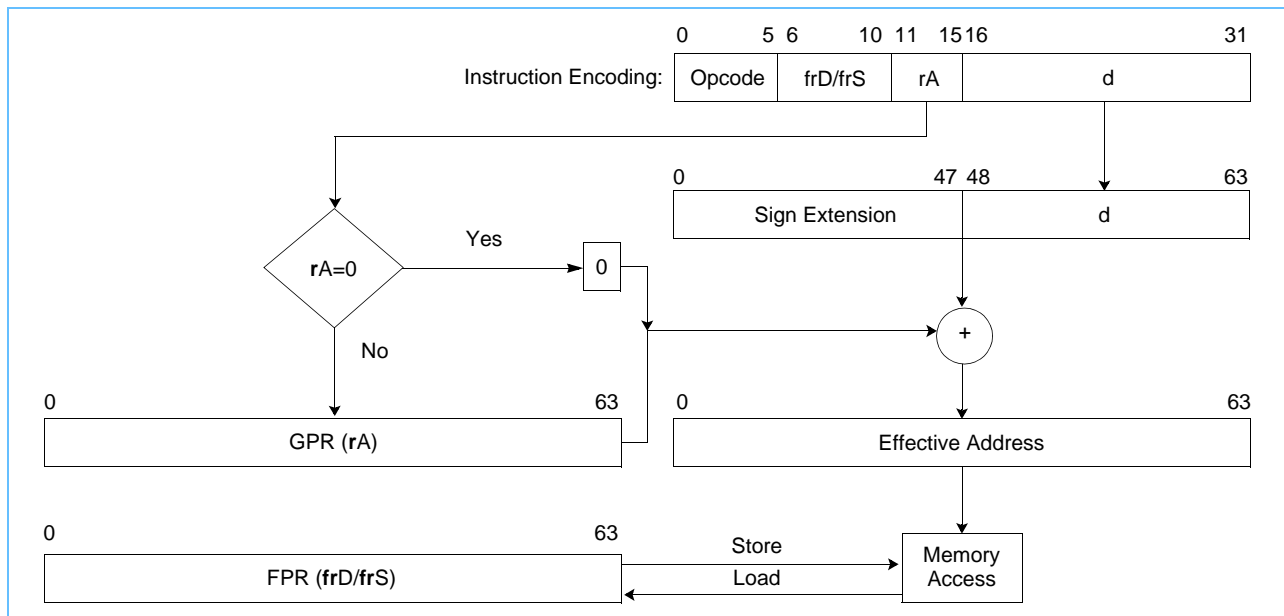 0 5 6 10 11 15 16 31
Instruction Encoding: Opcode frD/frS rA d
0 47 48 63
Sign Extension d
Yes
rA=0
0
+
No
0 63 0 63
GPR (rA) Effective Address
0 63
Store
Memory
FPR (frD/frS)
Load
Access